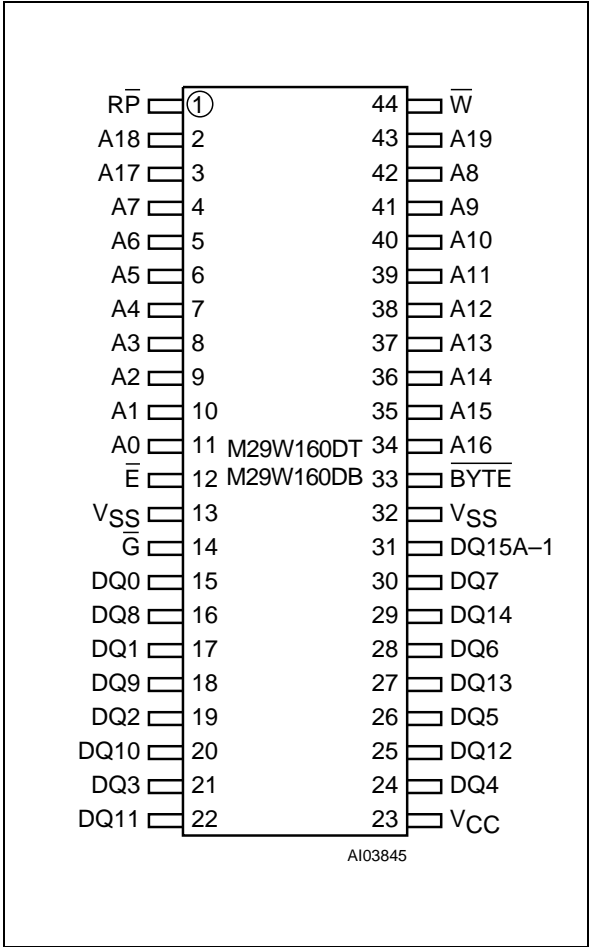 RP̅ 1 44 W̅
A18 2 43 A19
A17 3 42 A8
A7 4 41 A9
A6 5 40 A10
A5 6 39 A11
A4 7 38 A12
A3 8 37 A13
A2 9 36 A14
A1 10 35 A15
A0 11 M29W160DT 34 A16
E̅ 12 M29W160DB 33 B̅Y̅T̅E̅
VSS 13 32 VSS
G̅ 14 31 DQ15A–1
DQ0 15 30 DQ7
DQ8 16 29 DQ14
DQ1 17 28 DQ6
DQ9 18 27 DQ13
DQ2 19 26 DQ5
DQ10 20 25 DQ12
DQ3 21 24 DQ4
DQ11 22 23 VCC
AI03845